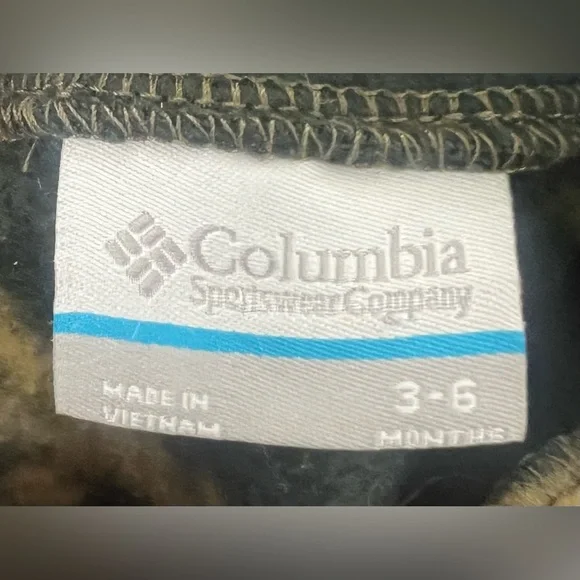 Columbia
Sportswear Company
MADE IN
VIETNAM
3-6
MONTHS